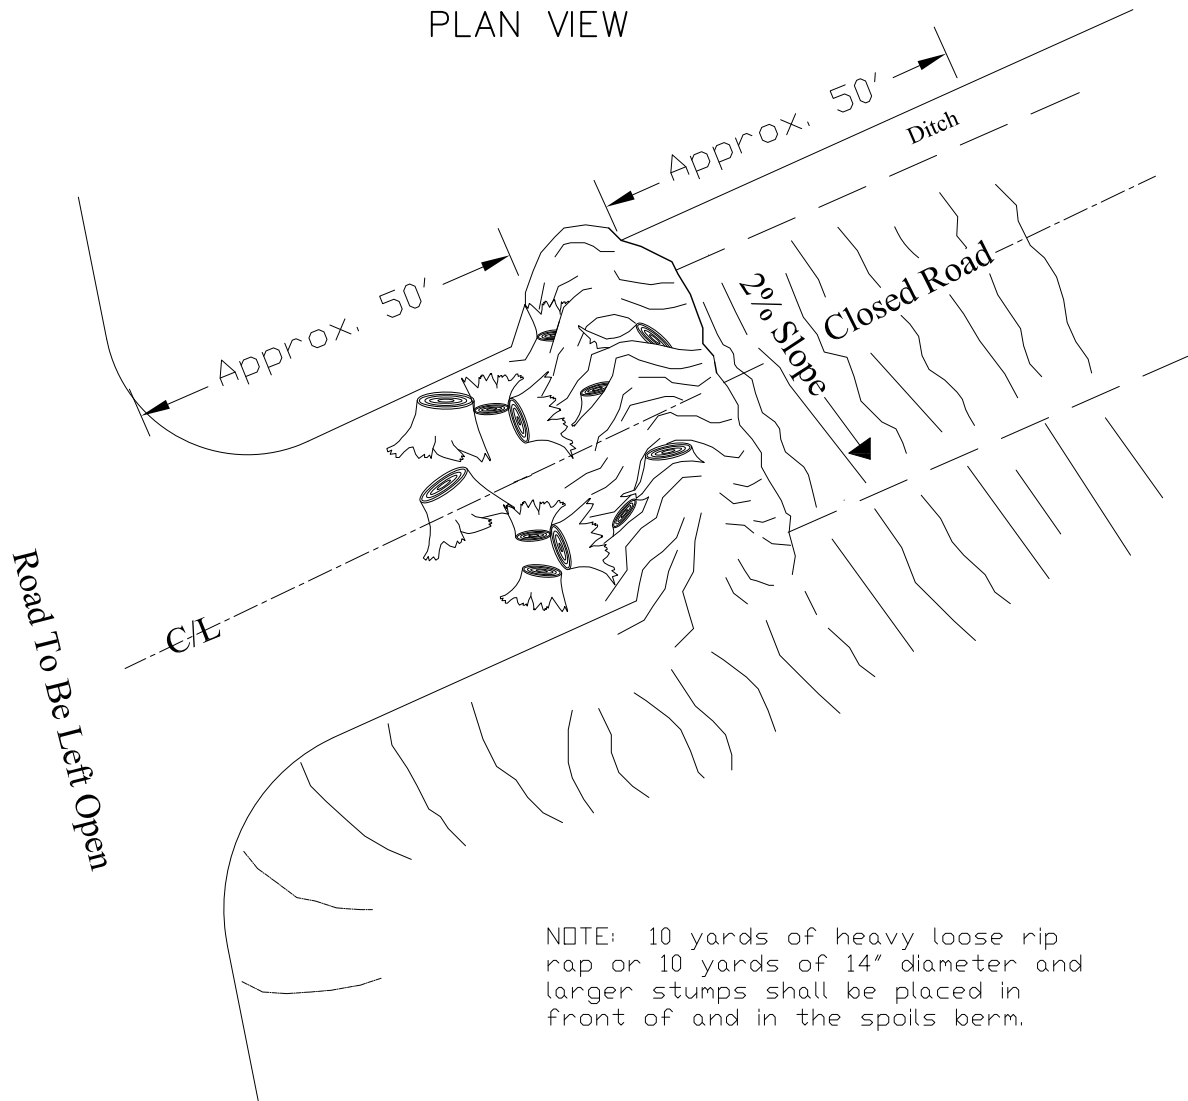 PLAN VIEW
Approx. 50'
Ditch
Approx. 50'
Closed Road
2% Slope
C/L
Road To Be Left Open
NOTE: 10 yards of heavy loose rip
rap or 10 yards of 14" diameter and
larger stumps shall be placed in
front of and in the spoils berm.